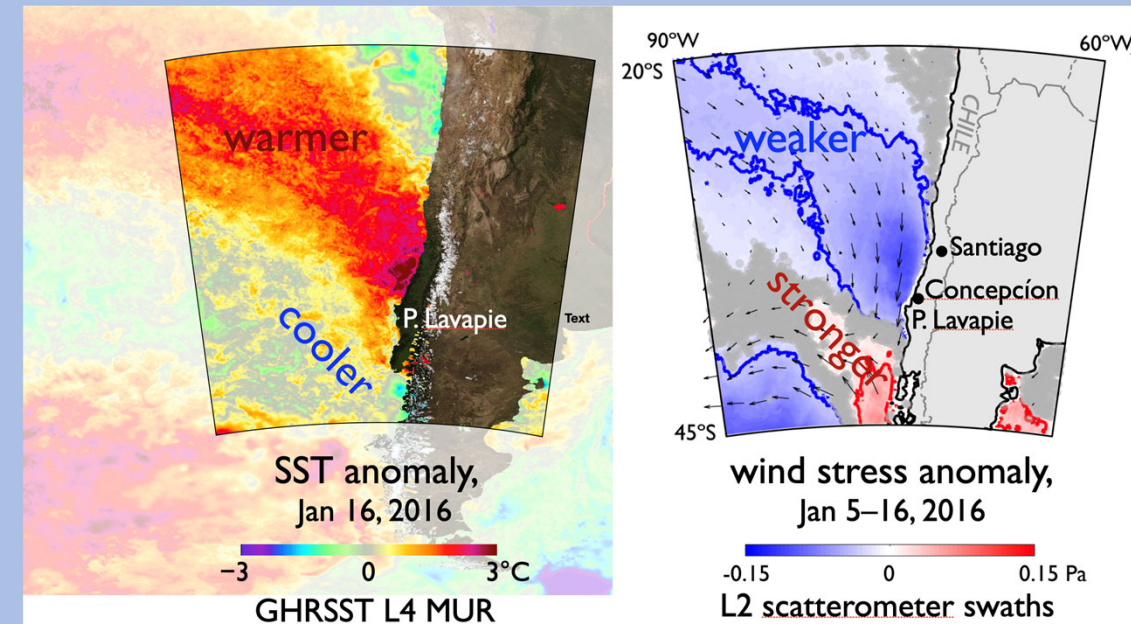 warmer
cooler
P. Lavapie
Text
SST anomaly,
Jan 16, 2016
−3 0 3°C
GHRSST L4 MUR
90°W
60°W
20°S
weaker
CHILE
Santiago
Concepcíon
P. Lavapie
stronger
45°S
wind stress anomaly,
Jan 5–16, 2016
-0.15 0 0.15 Pa
L2 scatterometer swaths